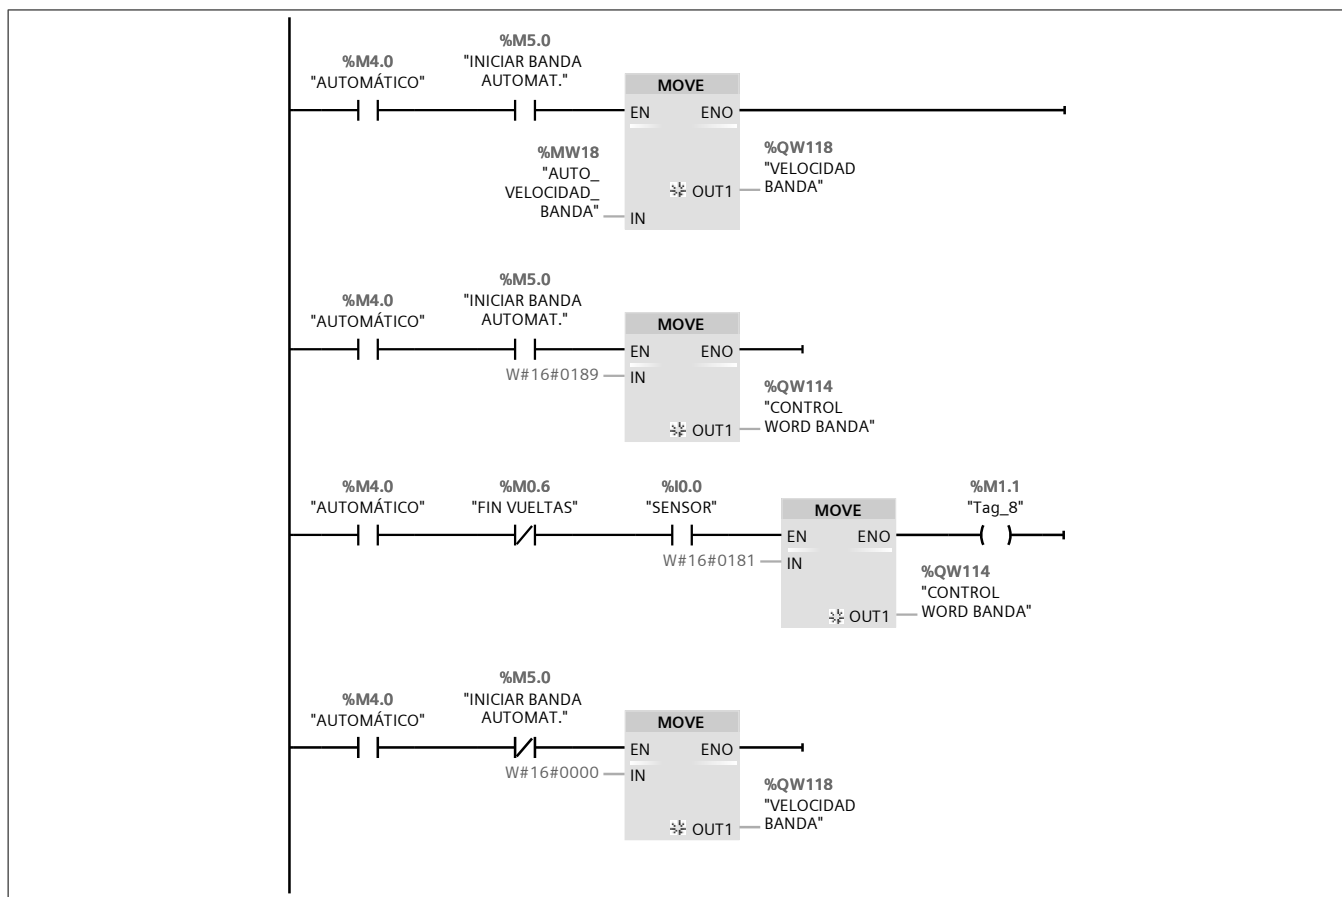 %M4.0
"AUTOMÁTICO"
%M5.0
"INICIAR BANDA
AUTOMAT."
MOVE
EN
ENO
%MW18
"AUTO_
VELOCIDAD_
BANDA"
IN
OUT1
%QW118
"VELOCIDAD
BANDA"
%M4.0
"AUTOMÁTICO"
%M5.0
"INICIAR BANDA
AUTOMAT."
MOVE
EN
ENO
W#16#0189
IN
OUT1
%QW114
"CONTROL
WORD BANDA"
%M4.0
"AUTOMÁTICO"
%M0.6
"FIN VUELTAS"
%I0.0
"SENSOR"
MOVE
EN
ENO
W#16#0181
IN
OUT1
%QW114
"CONTROL
WORD BANDA"
%M1.1
"Tag_8"
%M4.0
"AUTOMÁTICO"
%M5.0
"INICIAR BANDA
AUTOMAT."
MOVE
EN
ENO
W#16#0000
IN
OUT1
%QW118
"VELOCIDAD
BANDA"